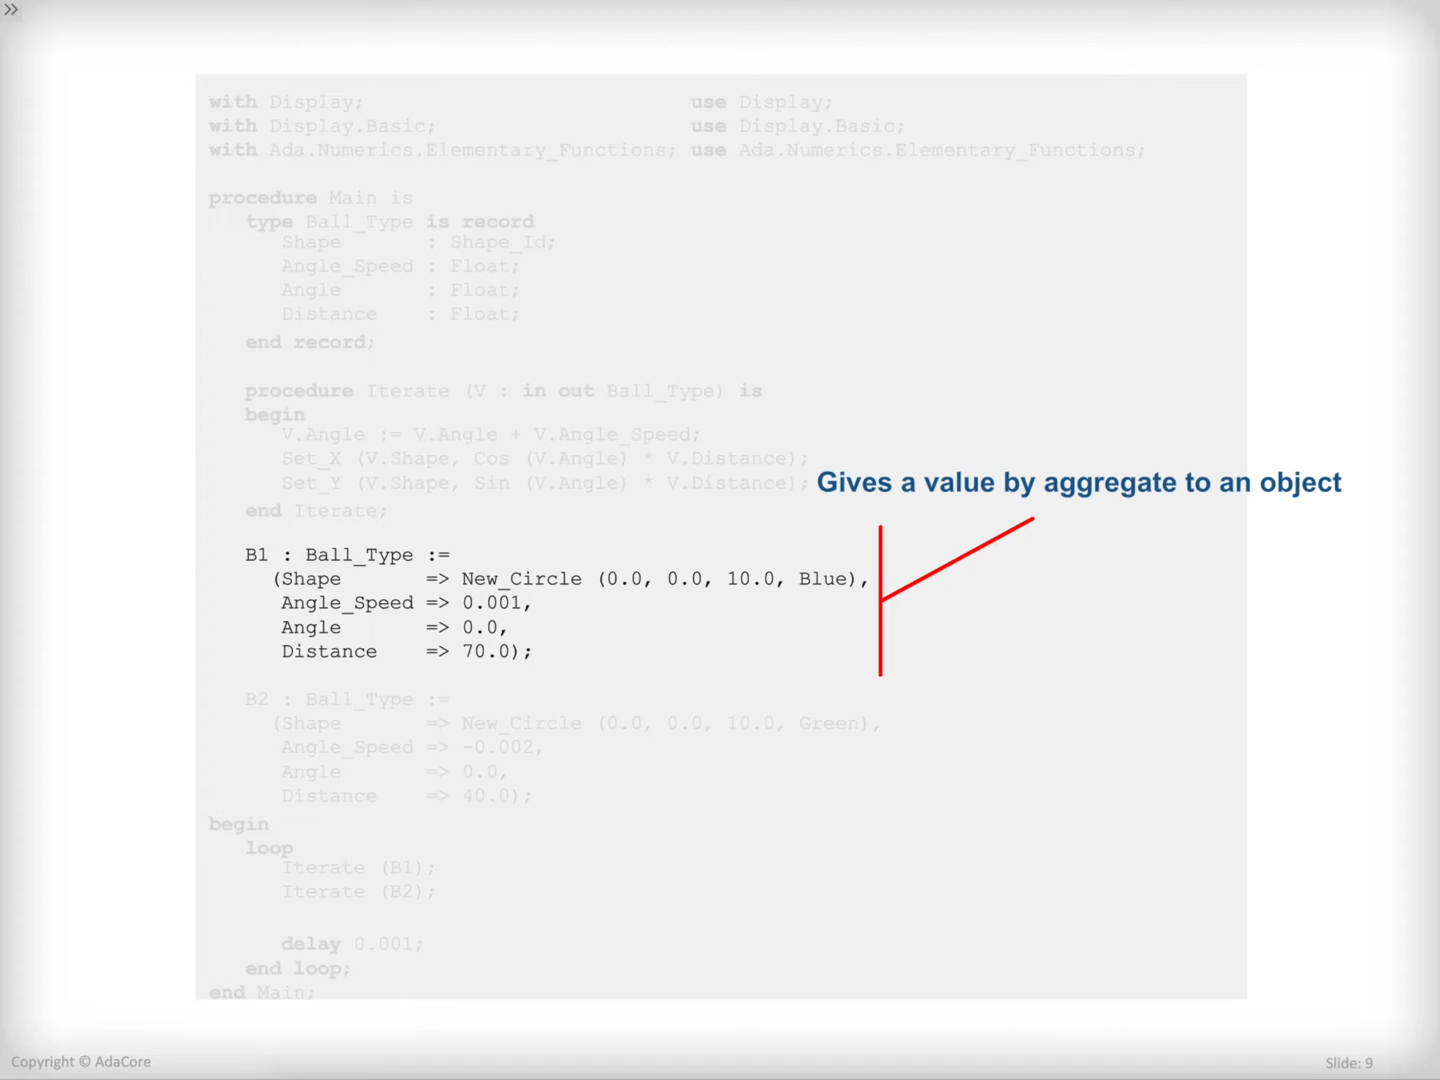 with Display;                           use Display;
with Display.Basic;                     use Display.Basic;
with Ada.Numerics.Elementary_Functions; use Ada.Numerics.Elementary_Functions;
procedure Main is
   type Ball_Type is record
      Shape       : Shape_Id;
      Angle_Speed : Float;
      Angle       : Float;
      Distance    : Float;
   end record;
   procedure Iterate (V : in out Ball_Type) is
   begin
      V.Angle := V.Angle + V.Angle_Speed;
      Set_X (V.Shape, Cos (V.Angle) * V.Distance);
      Set_Y (V.Shape, Sin (V.Angle) * V.Distance);
Gives a value by aggregate to an object
   end Iterate;
   B1 : Ball_Type :=
     (Shape       => New_Circle (0.0, 0.0, 10.0, Blue),
      Angle_Speed => 0.001,
      Angle       => 0.0,
      Distance    => 70.0);
   B2 : Ball_Type :=
     (Shape       => New_Circle (0.0, 0.0, 10.0, Green),
      Angle_Speed => -0.002,
      Angle       => 0.0,
      Distance    => 40.0);
begin
   loop
      Iterate (B1);
      Iterate (B2);
      delay 0.001;
   end loop;
end Main;
Copyright © AdaCore
Slide: 9